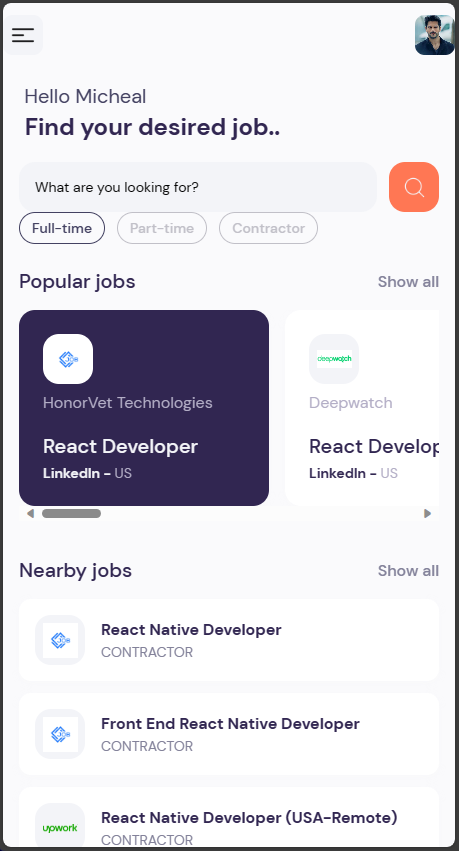 Hello Micheal
Find your desired job..
What are you looking for?
Full-time Part-time Contractor
Popular jobs Show all
deepwatch
HonorVet Technologies Deepwatch
React Developer React Develop
LinkedIn - US LinkedIn - US
Nearby jobs Show all
React Native Developer
CONTRACTOR
Front End React Native Developer
CONTRACTOR
upwork
React Native Developer (USA-Remote)
CONTRACTOR